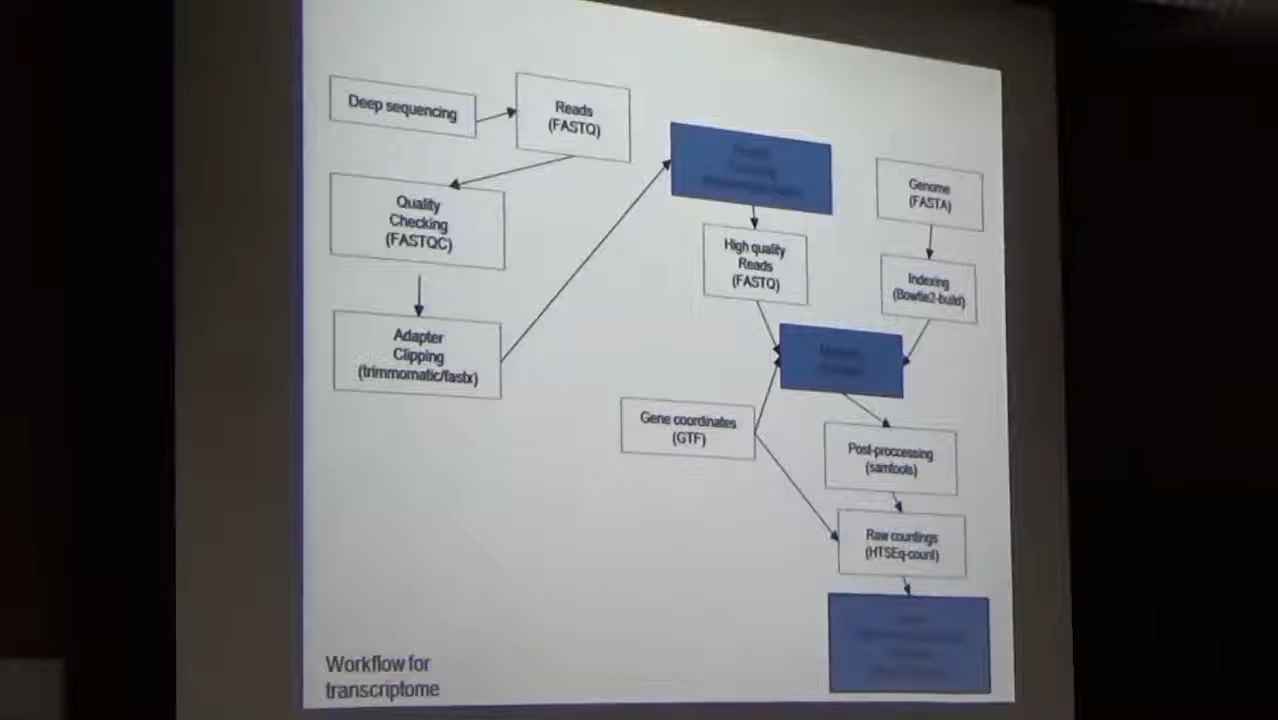 Deep sequencing
Reads
(FASTQ)
Quality
Checking
(FASTQC)
Adapter
Clipping
(trimmomatic/fastx)
High quality
Reads
(FASTQ)
Genome
(FASTA)
Indexing
(Bowtie2-build)
Gene coordinates
(GTF)
Post-proccessing
(samtools)
Raw countings
(HTSEq-count)
Workflow for
transcriptome